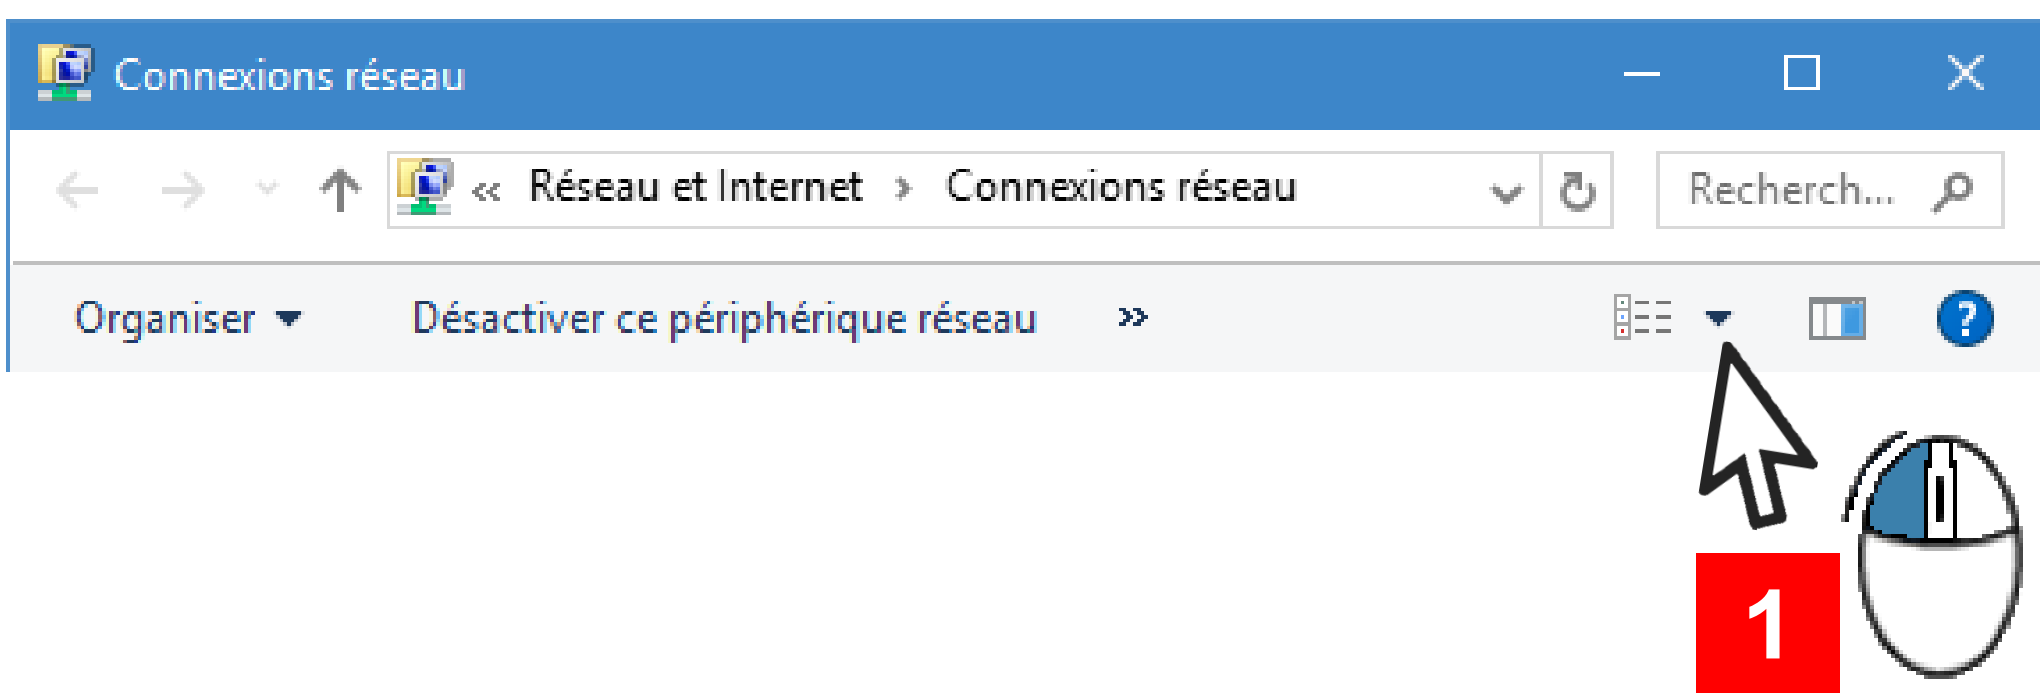 Connexions réseau
« Réseau et Internet › Connexions réseau Recherch...
Organiser Désactiver ce périphérique réseau » ?
1